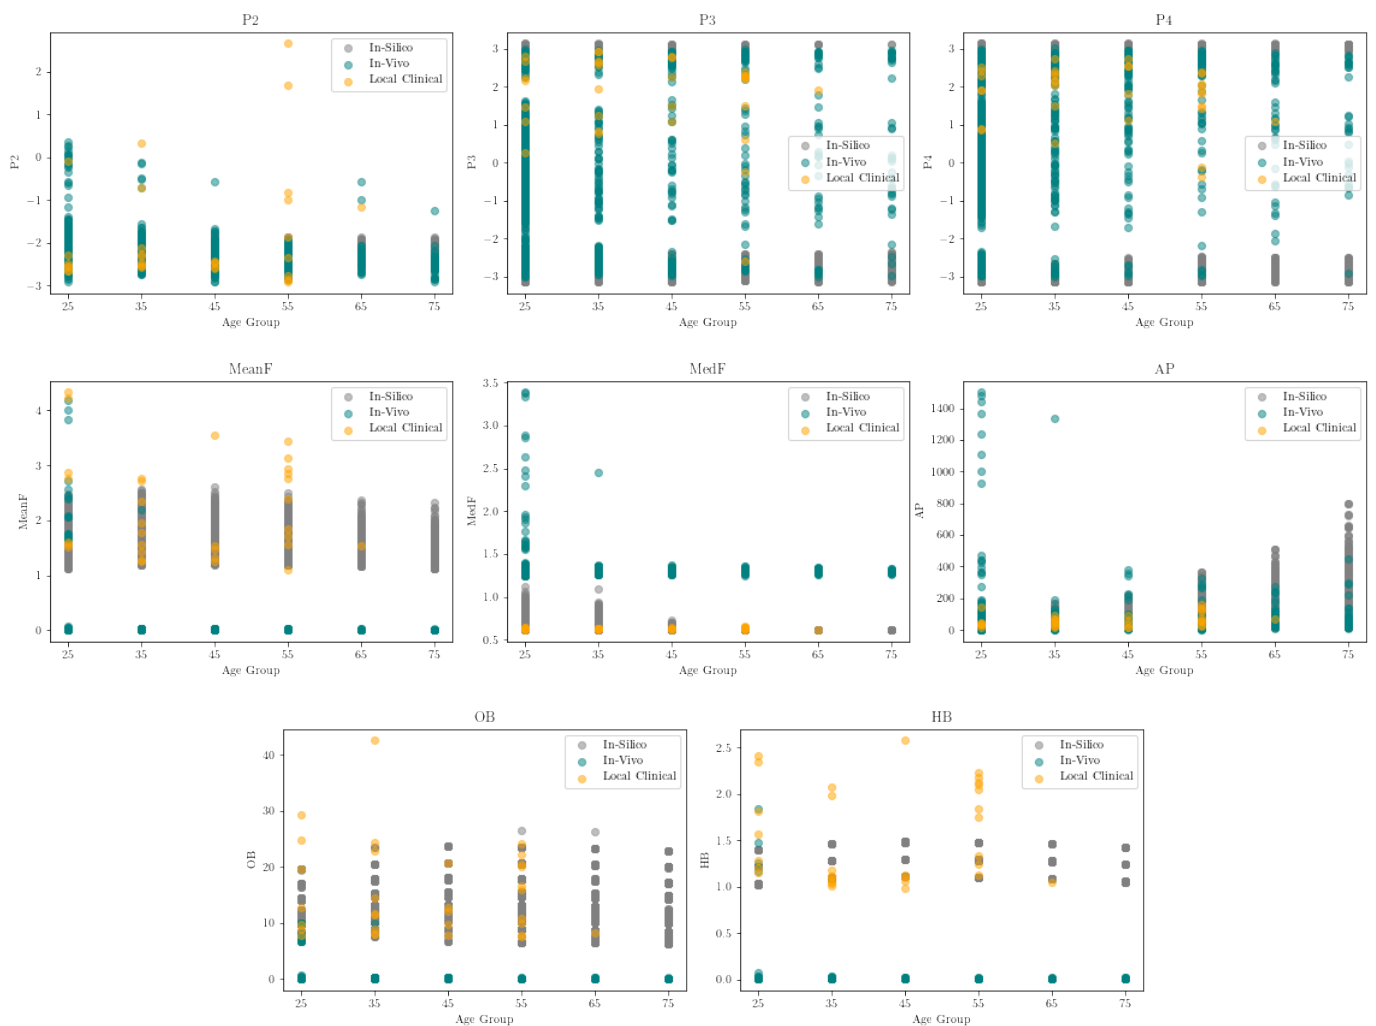 P2
In-Silico
In-Vivo
Local Clinical
2
1
0
−1
−2
−3
P2
25 35 45 55 65 75
Age Group
P3
3
2
1
0
−1
−2
−3
P3
In-Silico
In-Vivo
Local Clinical
25 35 45 55 65 75
Age Group
P4
3
2
1
0
−1
−2
−3
P4
In-Silico
In-Vivo
Local Clinical
25 35 45 55 65 75
Age Group
MeanF
In-Silico
In-Vivo
Local Clinical
4
3
2
1
0
MeanF
25 35 45 55 65 75
Age Group
MedF
In-Silico
In-Vivo
Local Clinical
3.5
3.0
2.5
2.0
1.5
1.0
0.5
MedF
25 35 45 55 65 75
Age Group
AP
In-Silico
In-Vivo
Local Clinical
1400
1200
1000
800
600
400
200
0
AP
25 35 45 55 65 75
Age Group
OB
In-Silico
In-Vivo
Local Clinical
40
30
20
10
0
OB
25 35 45 55 65 75
Age Group
HB
In-Silico
In-Vivo
Local Clinical
2.5
2.0
1.5
1.0
0.5
0.0
HB
25 35 45 55 65 75
Age Group